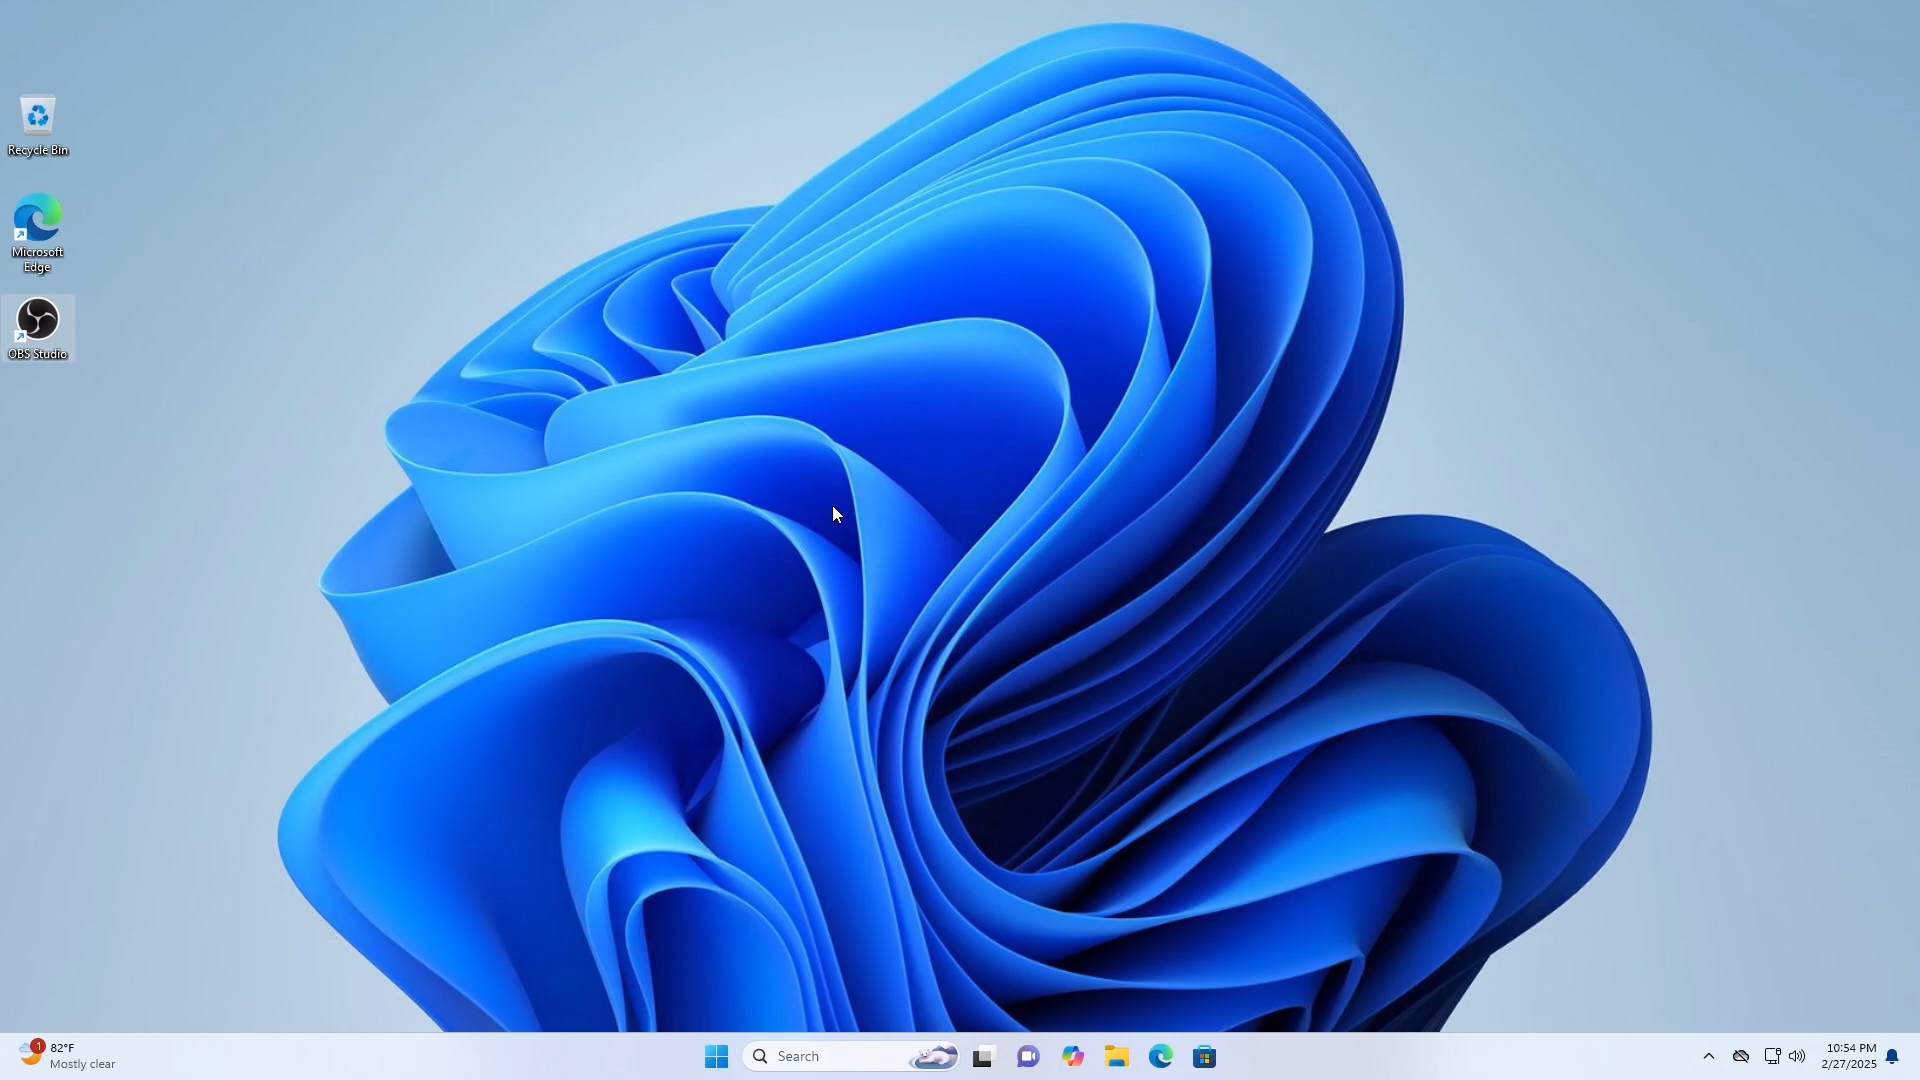 Recycle Bin
Microsoft
Edge
OBS Studio
1
82°F
Mostly clear
Search
10:54 PM
2/27/2025